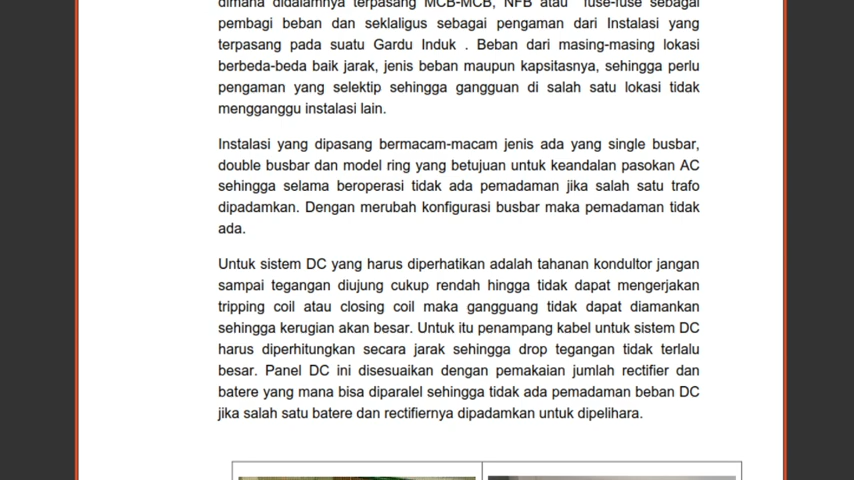 dimana didalamnya terpasang MCB-MCB, NFB atau fuse-fuse sebagai
pembagi beban dan seklaligus sebagai pengaman dari Instalasi yang
terpasang pada suatu Gardu Induk . Beban dari masing-masing lokasi
berbeda-beda baik jarak, jenis beban maupun kapsitasnya, sehingga perlu
pengaman yang selektip sehingga gangguan di salah satu lokasi tidak
mengganggu instalasi lain.
Instalasi yang dipasang bermacam-macam jenis ada yang single busbar,
double busbar dan model ring yang betujuan untuk keandalan pasokan AC
sehingga selama beroperasi tidak ada pemadaman jika salah satu trafo
dipadamkan. Dengan merubah konfigurasi busbar maka pemadaman tidak
ada.
Untuk sistem DC yang harus diperhatikan adalah tahanan kondultor jangan
sampai tegangan diujung cukup rendah hingga tidak dapat mengerjakan
tripping coil atau closing coil maka gangguang tidak dapat diamankan
sehingga kerugian akan besar. Untuk itu penampang kabel untuk sistem DC
harus diperhitungkan secara jarak sehingga drop tegangan tidak terlalu
besar. Panel DC ini disesuaikan dengan pemakaian jumlah rectifier dan
batere yang mana bisa diparalel sehingga tidak ada pemadaman beban DC
jika salah satu batere dan rectifiernya dipadamkan untuk dipelihara.